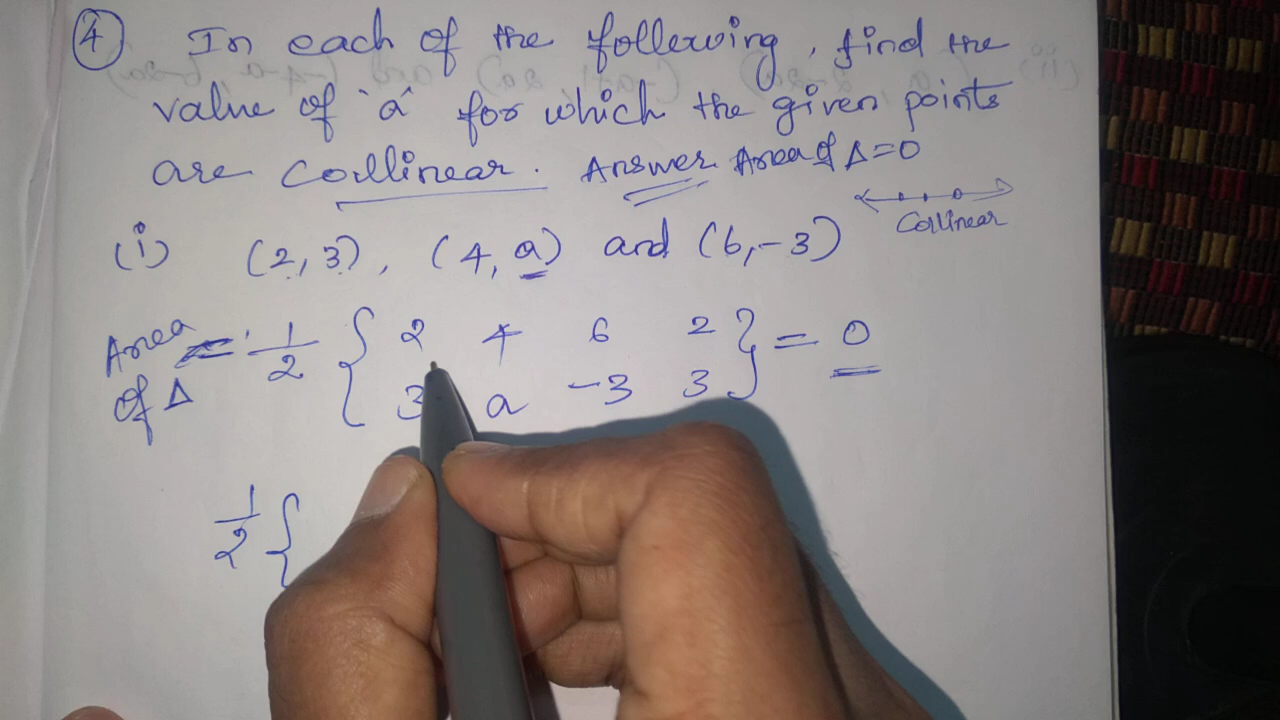 ④ In each of the following, find the
value of 'a' for which the given points
are collinear. Answer Area of Δ=0
Collinear
(i) (2,3), (4,a) and (6,-3)
Area of Δ = 1/2 { 2 4 6 2 } = 0
3 a -3 3
1/2 {